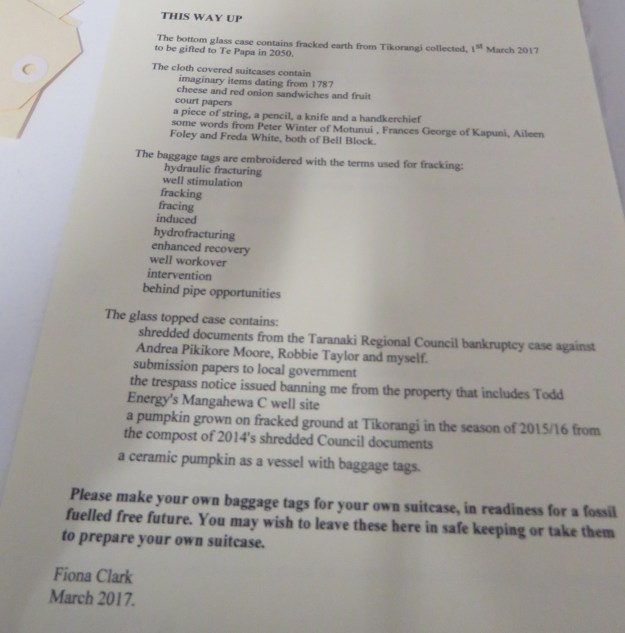 THIS WAY UP
The bottom glass case contains fracked earth from Tikorangi collected, 1st March 2017
to be gifted to Te Papa in 2050.
The cloth covered suitcases contain
imaginary items dating from 1787
cheese and red onion sandwiches and fruit
court papers
a piece of string, a pencil, a knife and a handkerchief
some words from Peter Winter of Motunui , Frances George of Kapuni, Aileen
Foley and Freda White, both of Bell Block.
The baggage tags are embroidered with the terms used for fracking:
hydraulic fracturing
well stimulation
fracking
fracing
induced
hydrofracturing
enhanced recovery
well workover
intervention
behind pipe opportunities
The glass topped case contains:
shredded documents from the Taranaki Regional Council bankruptcy case against
Andrea Pikikore Moore, Robbie Taylor and myself.
submission papers to local government
the trespass notice issued banning me from the property that includes Todd
Energy's Mangahewa C well site
a pumpkin grown on fracked ground at Tikorangi in the season of 2015/16 from
the compost of 2014's shredded Council documents
a ceramic pumpkin as a vessel with baggage tags.
Please make your own baggage tags for your own suitcase, in readiness for a fossil
fuelled free future. You may wish to leave these here in safe keeping or take them
to prepare your own suitcase.
Fiona Clark
March 2017.